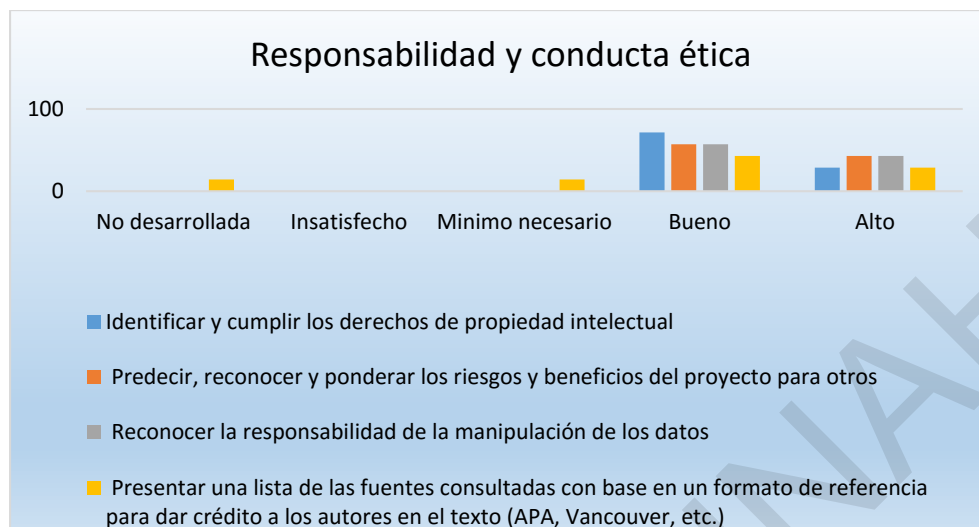 Responsabilidad y conducta ética
100
0
No desarrollada Insatisfecho Minimo necesario Bueno Alto
Identificar y cumplir los derechos de propiedad intelectual
Predecir, reconocer y ponderar los riesgos y beneficios del proyecto para otros
Reconocer la responsabilidad de la manipulación de los datos
Presentar una lista de las fuentes consultadas con base en un formato de referencia
para dar crédito a los autores en el texto (APA, Vancouver, etc.)